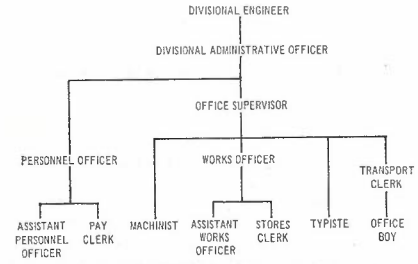 DIVISIONAL ENGINEER
DIVISIONAL ADMINISTRATIVE OFFICER
OFFICE SUPERVISOR
PERSONNEL OFFICER
WORKS OFFICER
TRANSPORT
CLERK
ASSISTANT
PERSONNEL
OFFICER
PAY
CLERK
MACHINIST
ASSISTANT
WORKS
OFFICER
STORES
CLERK
TYPISTE
OFFICE
BOY